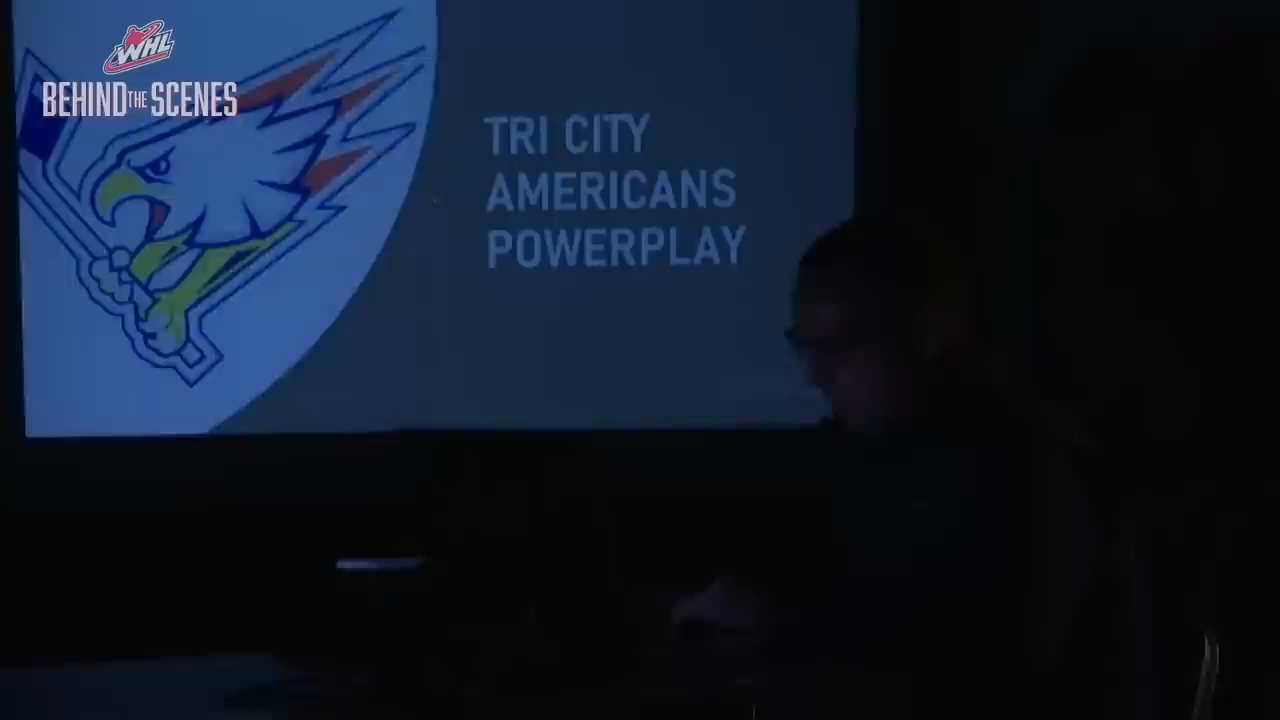 WHL
BEHIND THE SCENES
TRI CITY
AMERICANS
POWERPLAY